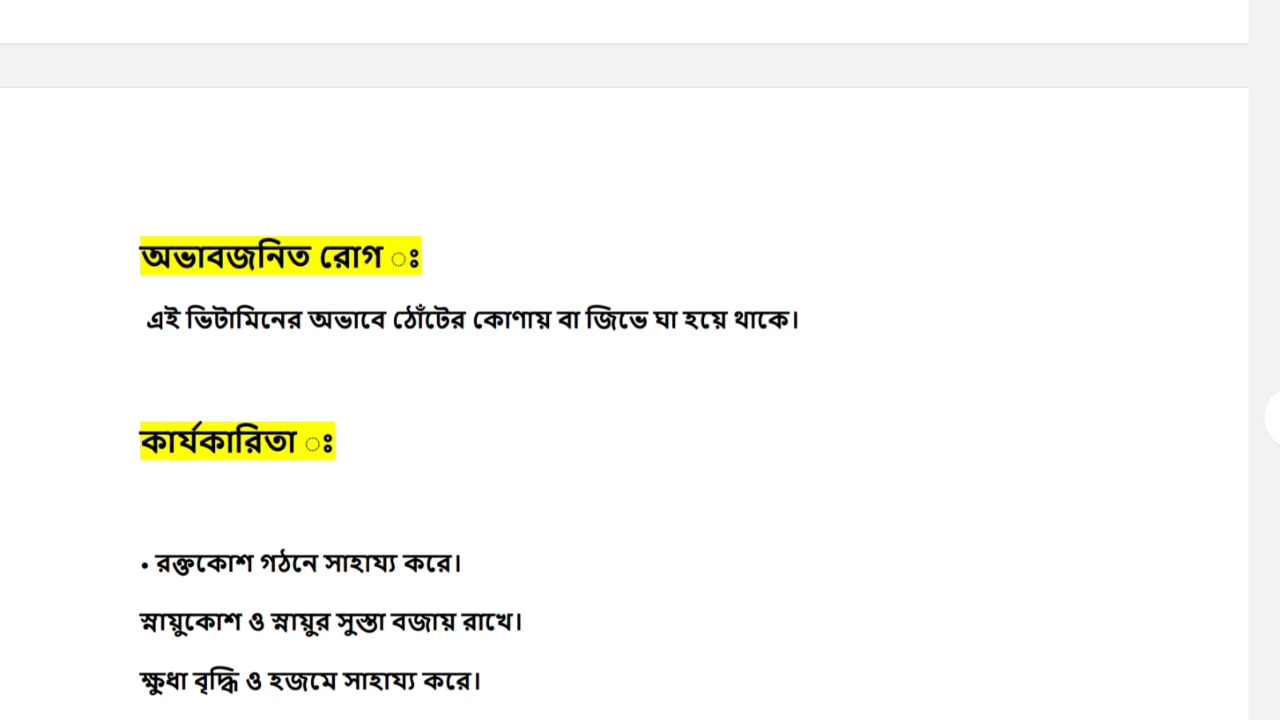 অভাবজনিত রোগ ঃ
এই ভিটামিনের অভাবে ঠোঁটের কোণায় বা জিভে ঘা হয়ে থাকে।
কার্যকারিতা ঃ
• রক্তকোশ গঠনে সাহায্য করে।
স্নায়ুকোশ ও স্নায়ুর সুস্তা বজায় রাখে।
ক্ষুধা বৃদ্ধি ও হজমে সাহায্য করে।